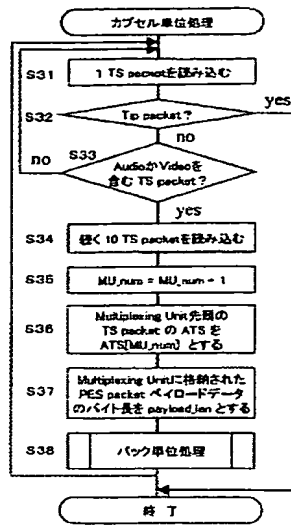 カプセル単位処理
S31
1 TS packetを読み込む
S32
Tip packet ?
yes
no
no
S33
AudioかVideoを
含む TS packet ?
yes
S34
続く 10 TS packetを読み込む
S35
MU_num = MU_num + 1
S36
Multiplexing Unit先頭の
TS packet の ATS を
ATS[MU_num] とする
S37
Multiplexing Unitに格納された
PES packet ペイロードデータ
のバイト長を payload_len とする
S38
パック単位処理
終 了